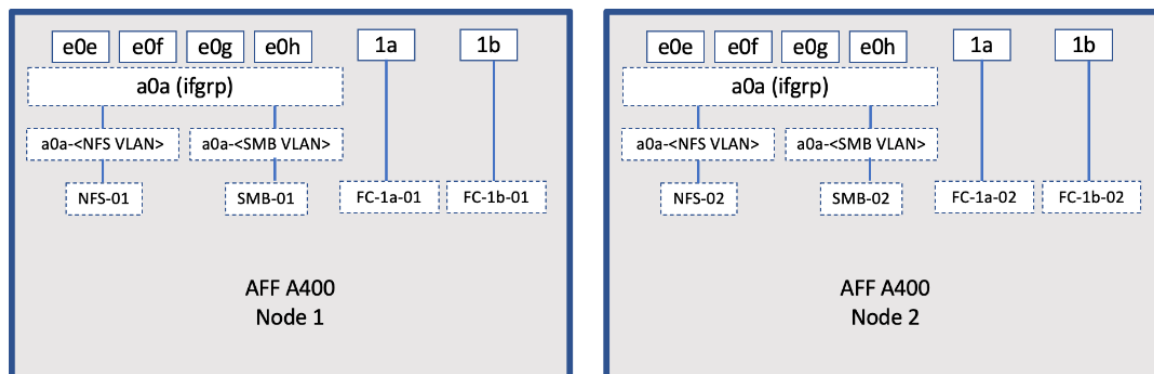 e0e e0f e0g e0h 1a 1b
a0a (ifgrp)
a0a-<NFS VLAN> a0a-<SMB VLAN>
NFS-01 SMB-01 FC-1a-01 FC-1b-01
AFF A400
Node 1
e0e e0f e0g e0h 1a 1b
a0a (ifgrp)
a0a-<NFS VLAN> a0a-<SMB VLAN>
NFS-02 SMB-02 FC-1a-02 FC-1b-02
AFF A400
Node 2